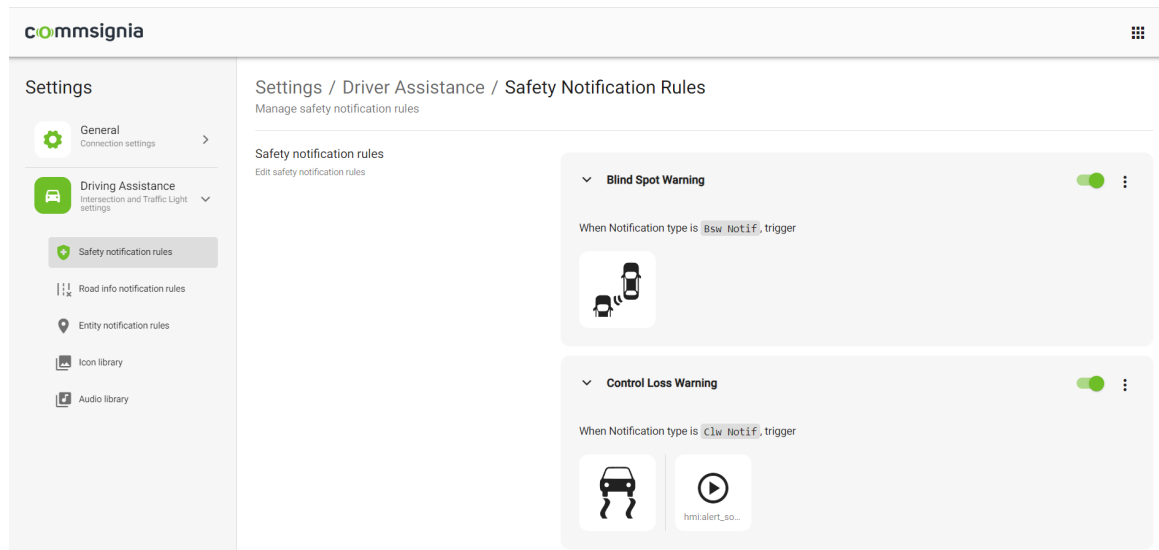 commsignia
Settings
General
Connection settings
Driving Assistance
Intersection and Traffic Light
settings
Safety notification rules
Road info notification rules
Entity notification rules
Icon library
Audio library
Settings / Driver Assistance / Safety Notification Rules
Manage safety notification rules
Safety notification rules
Edit safety notification rules
Blind Spot Warning
When Notification type is Bsw Notif, trigger
Control Loss Warning
When Notification type is Clw Notif, trigger
hmi:alert_so...